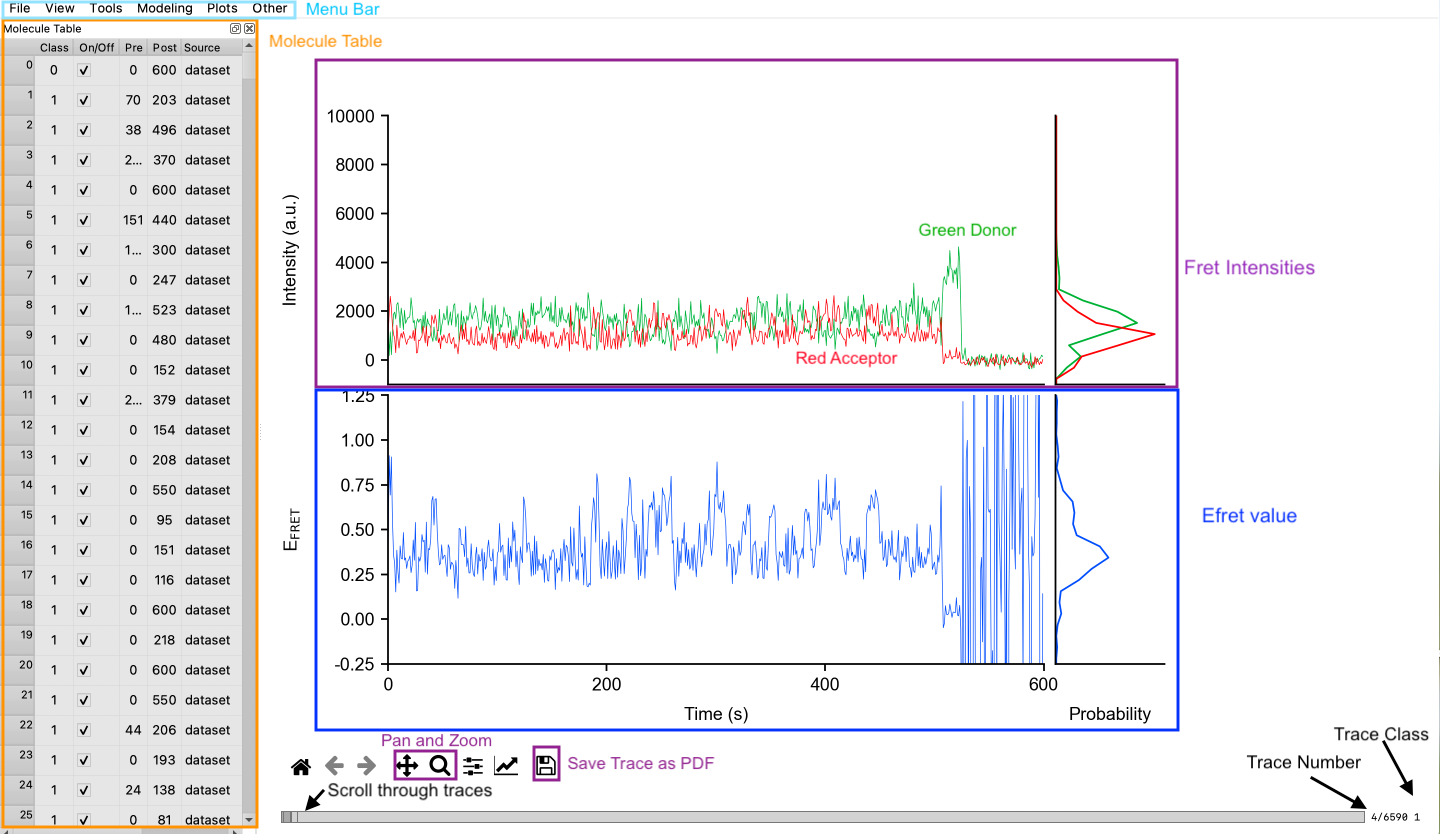 File View Tools Modeling Plots Other Menu Bar
Molecule Table
Molecule Table
Class On/Off Pre Post Source
0 0 ✓ 0 600 dataset
1 1 ✓ 70 203 dataset
2 1 ✓ 38 496 dataset
3 1 ✓ 2... 370 dataset
4 1 ✓ 0 600 dataset
5 1 ✓ 151 440 dataset
6 1 ✓ 1... 300 dataset
7 1 ✓ 0 247 dataset
8 1 ✓ 1... 523 dataset
9 1 ✓ 0 480 dataset
10 1 ✓ 0 152 dataset
11 1 ✓ 2... 379 dataset
12 1 ✓ 0 154 dataset
13 1 ✓ 0 208 dataset
14 1 ✓ 0 550 dataset
15 1 ✓ 0 95 dataset
16 1 ✓ 0 151 dataset
17 1 ✓ 0 116 dataset
18 1 ✓ 0 600 dataset
19 1 ✓ 0 218 dataset
20 1 ✓ 0 600 dataset
21 1 ✓ 0 550 dataset
22 1 ✓ 44 206 dataset
23 1 ✓ 0 193 dataset
24 1 ✓ 24 138 dataset
25 1 ✓ 0 81 dataset
Intensity (a.u.)
10000
8000
6000
4000
2000
0
Green Donor
Red Acceptor
Fret Intensities
EFRET
1.25
1.00
0.75
0.50
0.25
0.00
-0.25
0 200 400 600
Time (s)
Probability
Efret value
Pan and Zoom
Save Trace as PDF
Scroll through traces
Trace Class
Trace Number
4/6590 1